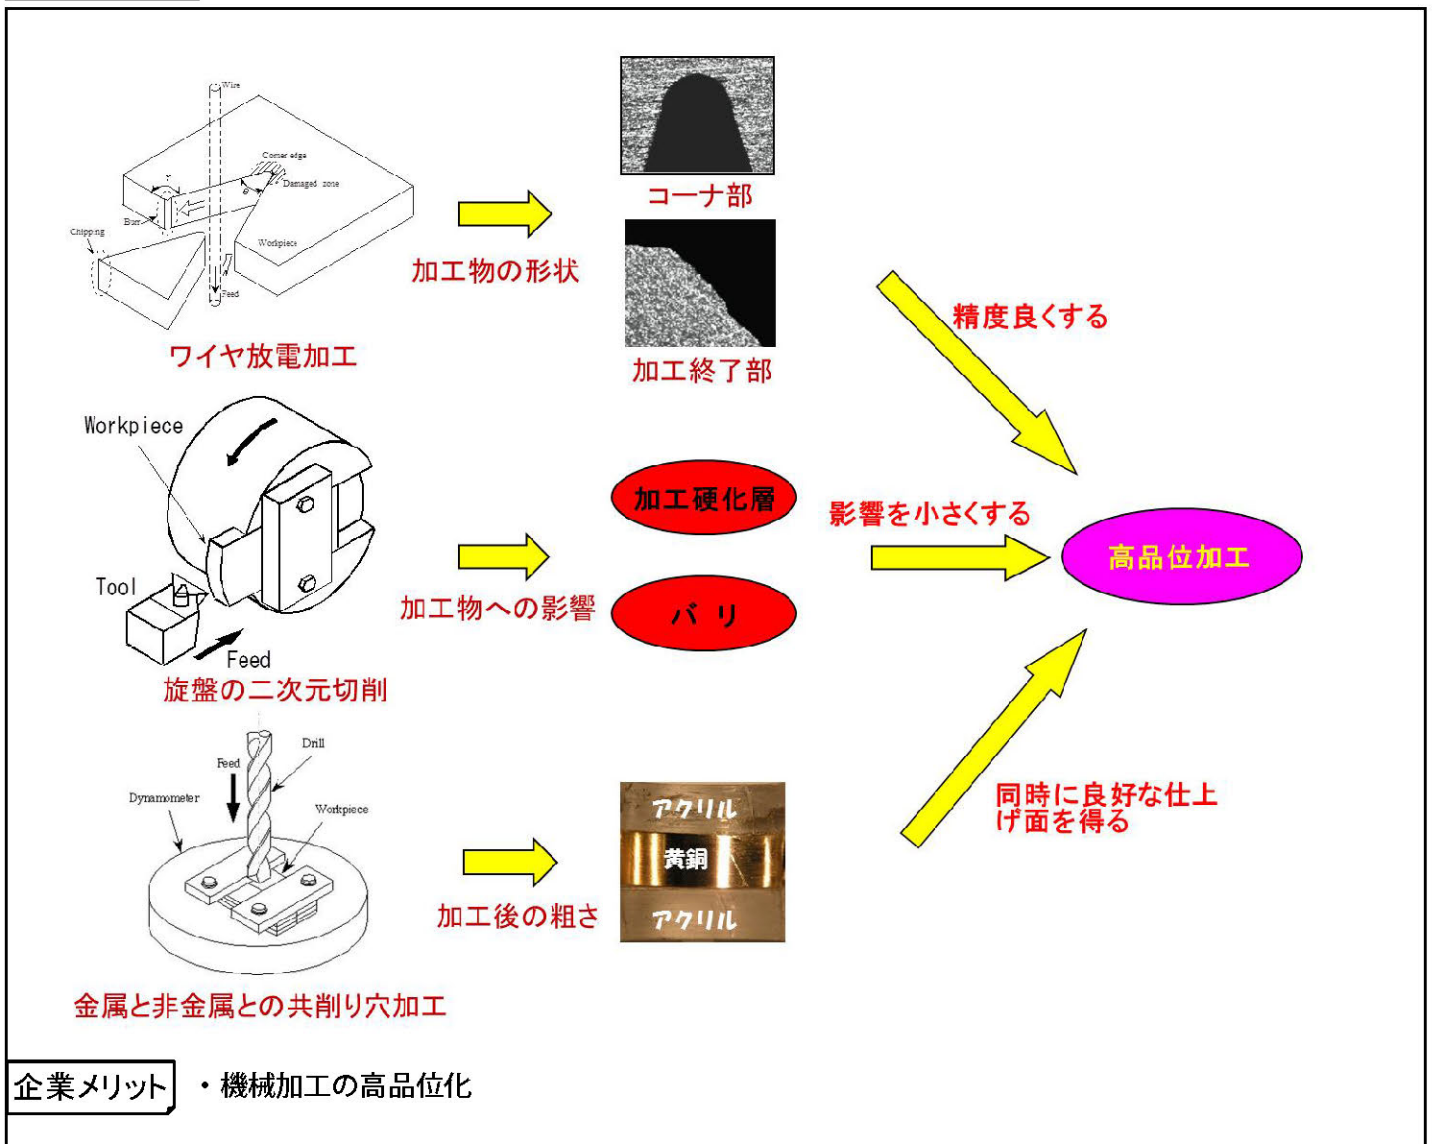 Wire
Corner edge
Damaged zone
θ
Burr
Chipping
Workpiece
Feed
ワイヤ放電加工
加工物の形状
コーナ部
加工終了部
精度良くする
Workpiece
Tool
Feed
旋盤の二次元切削
加工物への影響
加工硬化層
バ リ
影響を小さくする
高品位加工
Drill
Feed
Dynamometer
Workpiece
金属と非金属との共削り穴加工
加工後の粗さ
アクリル
黄銅
アクリル
同時に良好な仕上
げ面を得る
企業メリット
・機械加工の高品位化